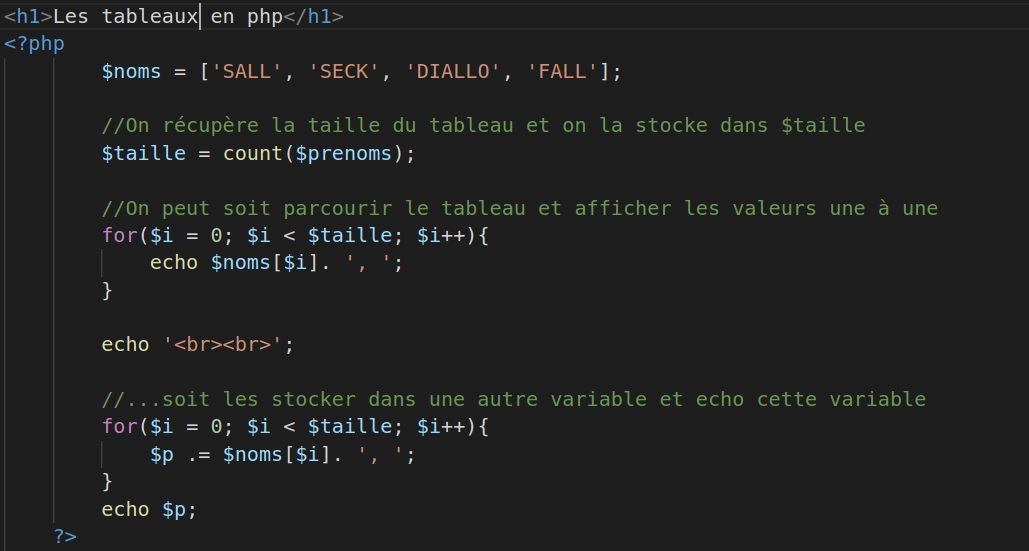 <h1>Les tableaux en php</h1>
<?php
$noms = ['SALL', 'SECK', 'DIALLO', 'FALL'];
//On récupère la taille du tableau et on la stocke dans $taille
$taille = count($prenoms);
//On peut soit parcourir le tableau et afficher les valeurs une à une
for($i = 0; $i < $taille; $i++){
echo $noms[$i]. ', ';
}
echo '<br><br>';
//...soit les stocker dans une autre variable et echo cette variable
for($i = 0; $i < $taille; $i++){
$p .= $noms[$i]. ', ';
}
echo $p;
?>